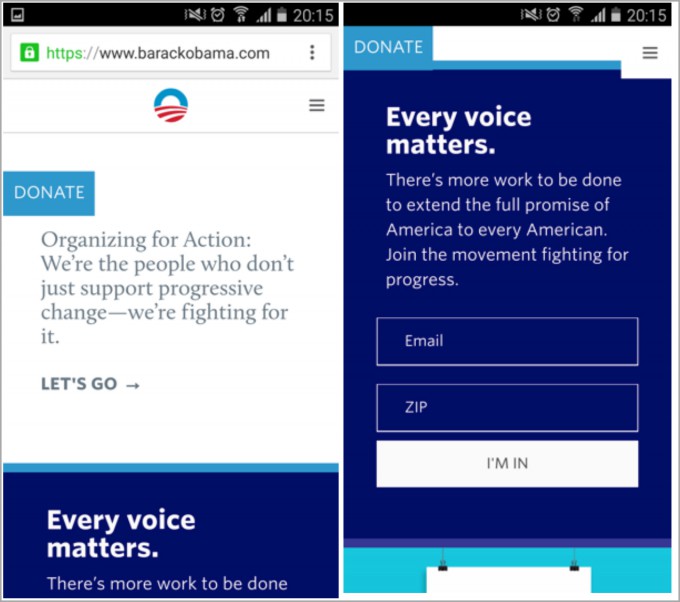 20:15
https://www.barackobama.com
DONATE
Organizing for Action:
We’re the people who don’t
just support progressive
change—we’re fighting for
it.
LET'S GO →
Every voice
matters.
There’s more work to be done
20:15
DONATE
Every voice
matters.
There’s more work to be done
to extend the full promise of
America to every American.
Join the movement fighting for
progress.
Email
ZIP
I'M IN